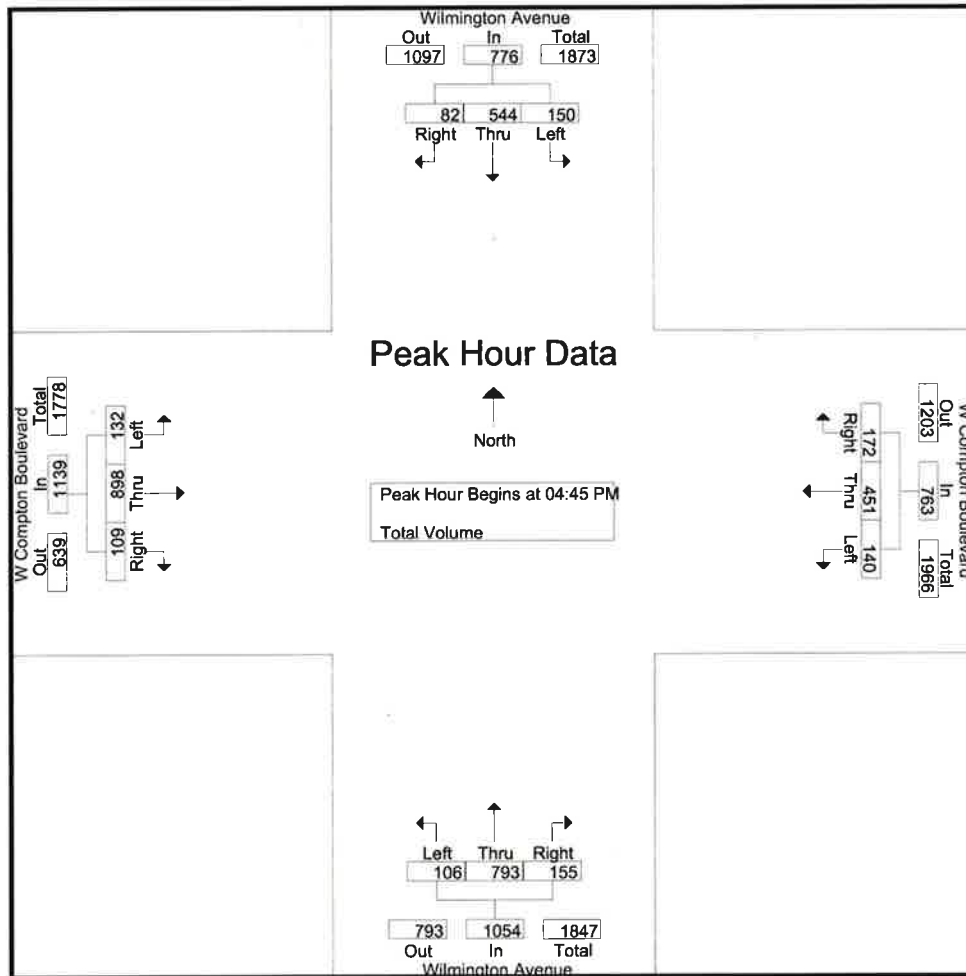 Wilmington Avenue
Out In Total
1097 776 1873
82 544 150
Right Thru Left
Peak Hour Data
North
Peak Hour Begins at 04:45 PM
Total Volume
W Compton Boulevard
Total In Out
1778 1139 639
132 898 109
Left Thru Right
W Compton Boulevard
Out In Total
1203 763 1966
172 451 140
Right Thru Left
Left Thru Right
106 793 155
793 1054 1847
Out In Total
Wilmington Avenue